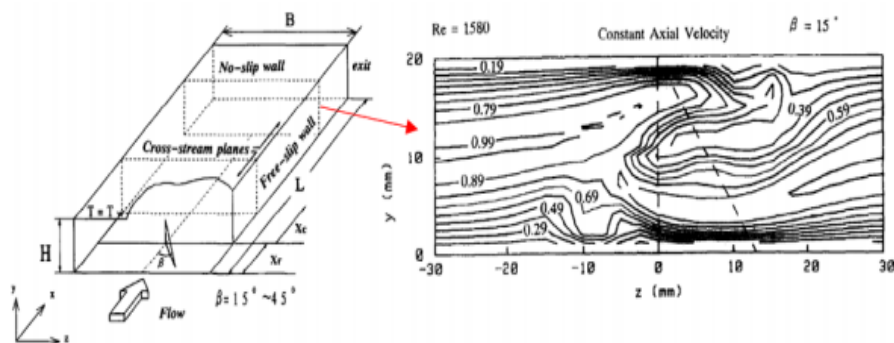 B
No-slip wall
exit
Cross-stream planes
Free-slip wall
L
T = T
H
Xc
Xr
β
β=15° ~45°
Flow
y
x
z
Re = 1580
Constant Axial Velocity
β = 15°
20
10
0
y (mm)
0.19
0.79
0.99
0.89
0.49
0.29
0.69
0.39
0.59
-30
-20
-10
0
10
20
30
z (mm)